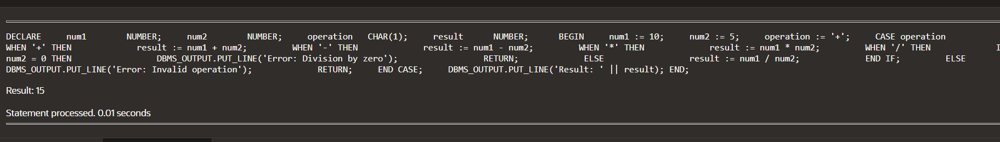 DECLARE num1 NUMBER; num2 NUMBER; operation CHAR(1); result NUMBER; BEGIN num1 := 10; num2 := 5; operation := '+'; CASE operation
WHEN '+' THEN result := num1 + num2; WHEN '-' THEN result := num1 - num2; WHEN '*' THEN result := num1 * num2; WHEN '/' THEN
num2 = 0 THEN DBMS_OUTPUT.PUT_LINE('Error: Division by zero'); RETURN; ELSE result := num1 / num2; END IF; ELSE
DBMS_OUTPUT.PUT_LINE('Error: Invalid operation'); RETURN; END CASE; DBMS_OUTPUT.PUT_LINE('Result: ' || result); END;
Result: 15
Statement processed. 0.01 seconds